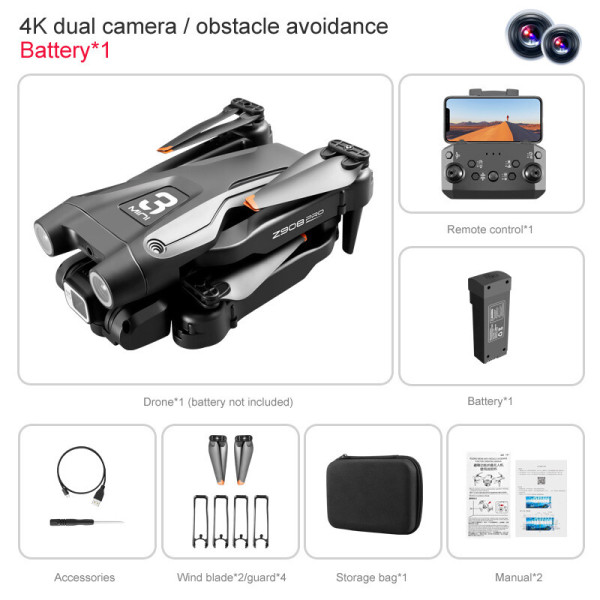 4K dual camera / obstacle avoidance
Battery*1
3
MINI
Z908 PRO
Remote control*1
Drone*1 (battery not included)
Battery*1
Accessories
Wind blade*2/guard*4
Storage bag*1
Manual*2